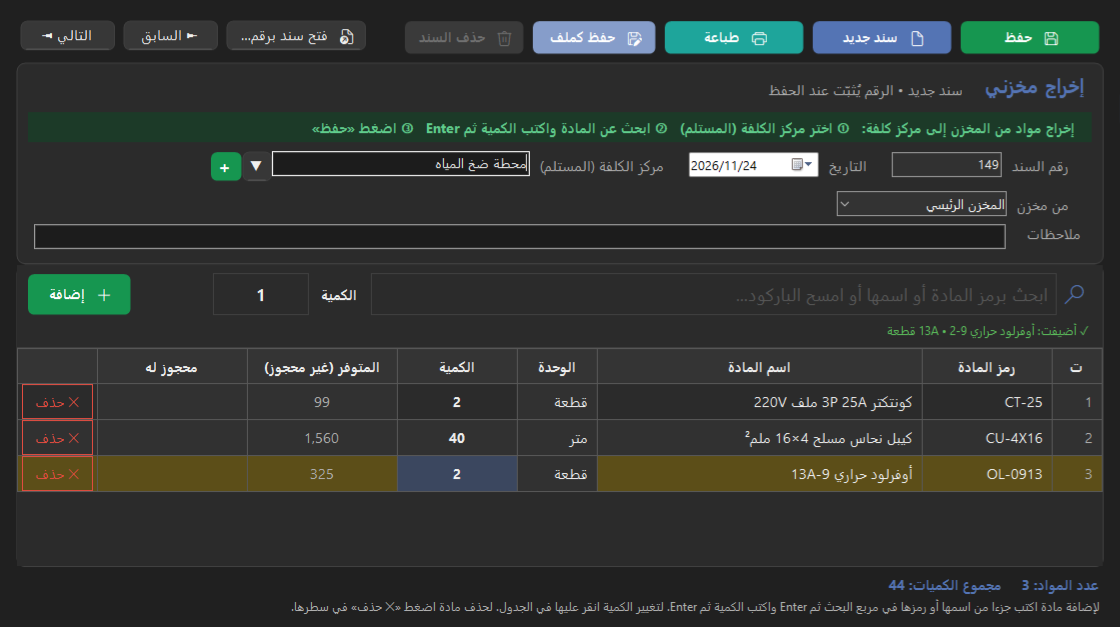 حفظ
سند جديد
طباعة
حفظ كملف
حذف السند
فتح سند برقم...
السابق
التالي
إخراج مخزني
سند جديد • الرقم يُثبّت عند الحفظ
إخراج مواد من المخزن إلى مركز كلفة: ① اختر مركز الكلفة (المستلم) ② ابحث عن المادة واكتب الكمية ثم Enter ③ اضغط «حفظ»
رقم السند 149 التاريخ 2026/11/24 مركز الكلفة (المستلم) محطة ضخ المياه ▼ +
من مخزن المخزن الرئيسي
ملاحظات
ابحث برمز المادة أو اسمها أو امسح الباركود... الكمية 1 + إضافة
✓ أضيفت: أوفرلود حراري 9-13A • 2 قطعة
ت رمز المادة اسم المادة الوحدة الكمية المتوفر (غير محجوز) محجوز له
1 CT-25 كونتكتر 3P 25A ملف 220V قطعة 2 99 ✕ حذف
2 CU-4X16 كيبل نحاس مسلح 4×16 ملم² متر 40 1,560 ✕ حذف
3 OL-0913 أوفرلود حراري 9-13A قطعة 2 325 ✕ حذف
عدد المواد: 3 مجموع الكميات: 44
لإضافة مادة اكتب جزءا من اسمها أو رمزها في مربع البحث ثم Enter واكتب الكمية ثم Enter. لتغيير الكمية انقر عليها في الجدول. لحذف مادة اضغط «✕ حذف» في سطرها.